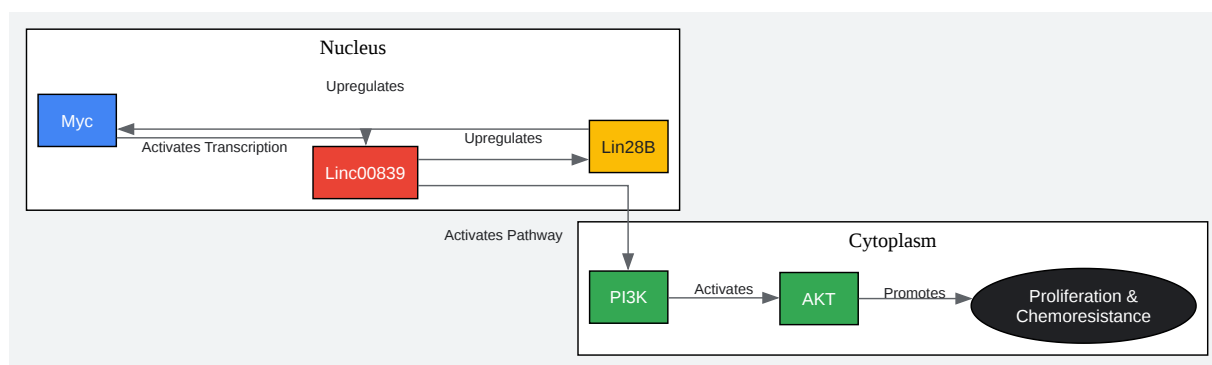 Nucleus
Upregulates
Myc
Activates Transcription
Upregulates
Lin28B
Linc00839
Activates Pathway
Cytoplasm
PI3K
Activates
AKT
Promotes
Proliferation &
Chemoresistance